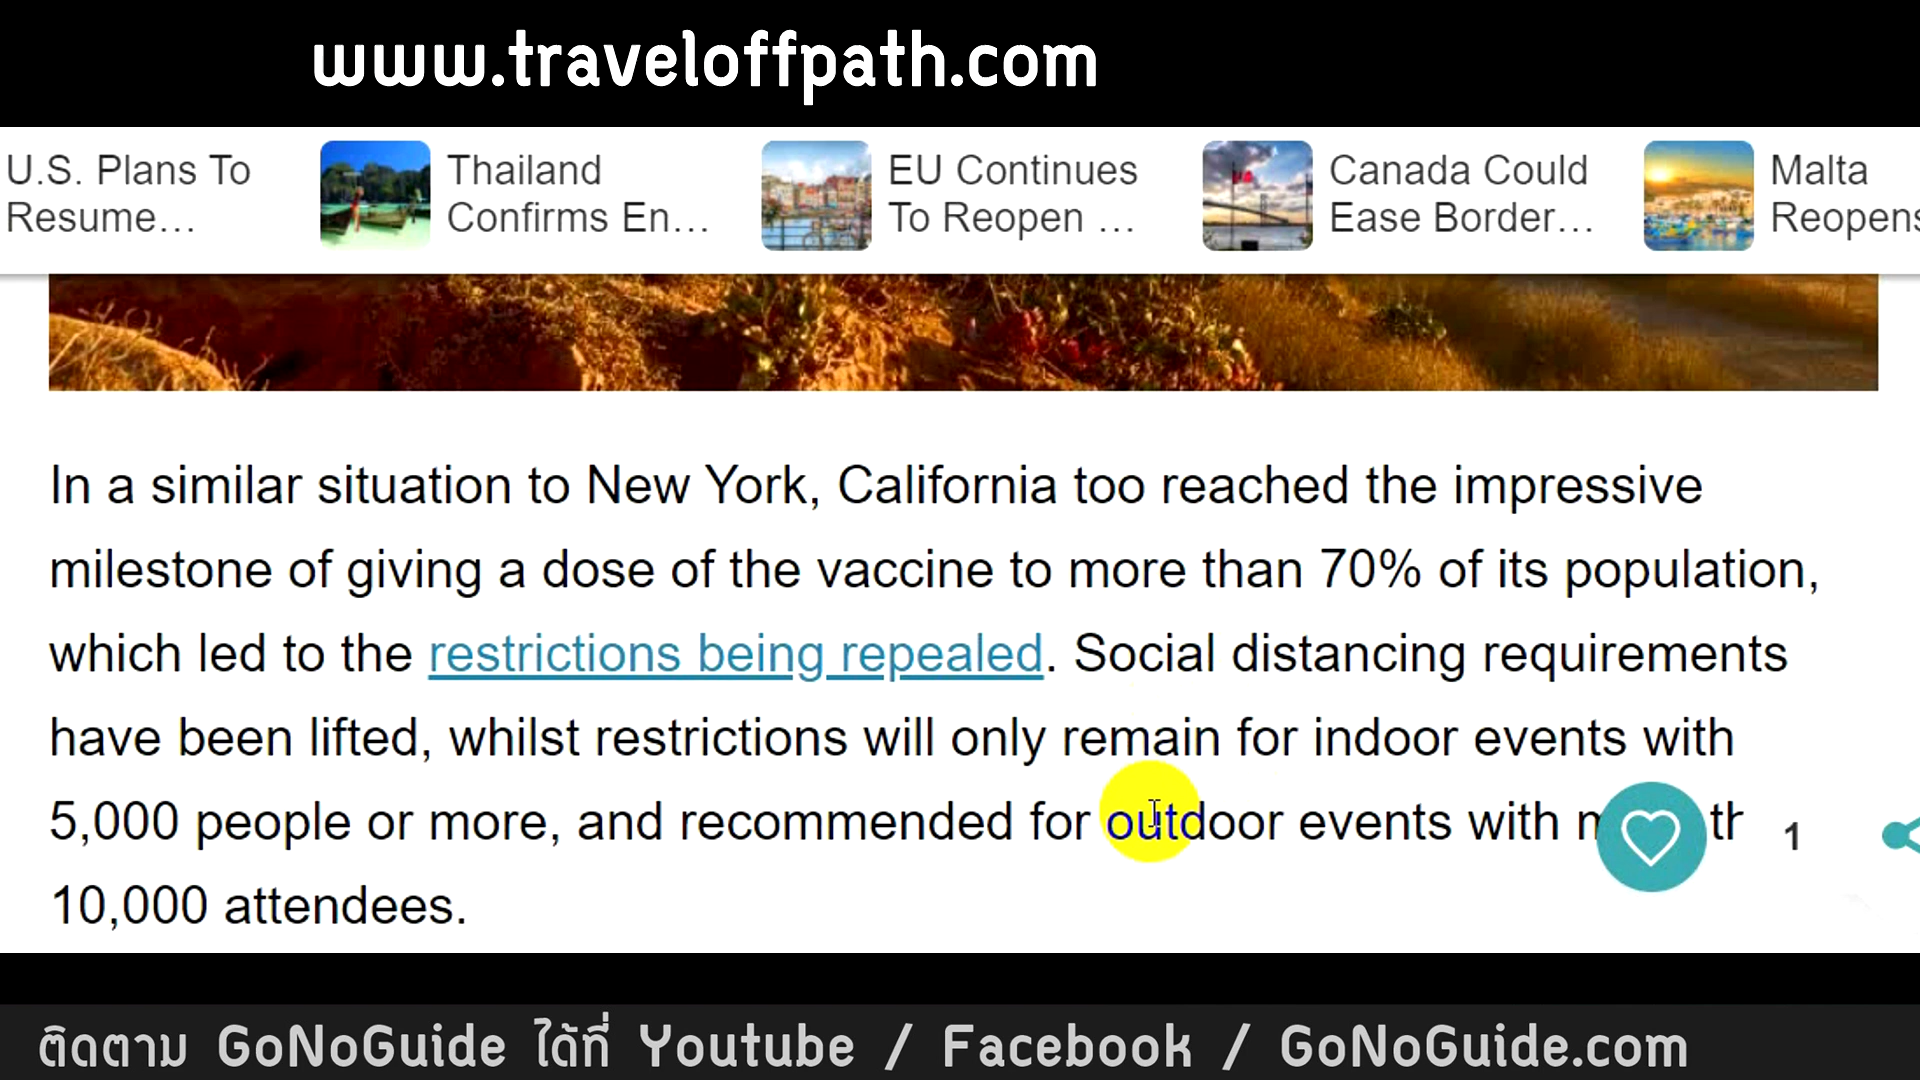 www.traveloffpath.com
U.S. Plans To
Resume...
Thailand
Confirms En...
EU Continues
To Reopen ...
Canada Could
Ease Border...
Malta
Reopens
In a similar situation to New York, California too reached the impressive
milestone of giving a dose of the vaccine to more than 70% of its population,
which led to the restrictions being repealed. Social distancing requirements
have been lifted, whilst restrictions will only remain for indoor events with
5,000 people or more, and recommended for outdoor events with
1
10,000 attendees.
ติดตาม GoNoGuide ได้ที่ Youtube / Facebook / GoNoGuide.com